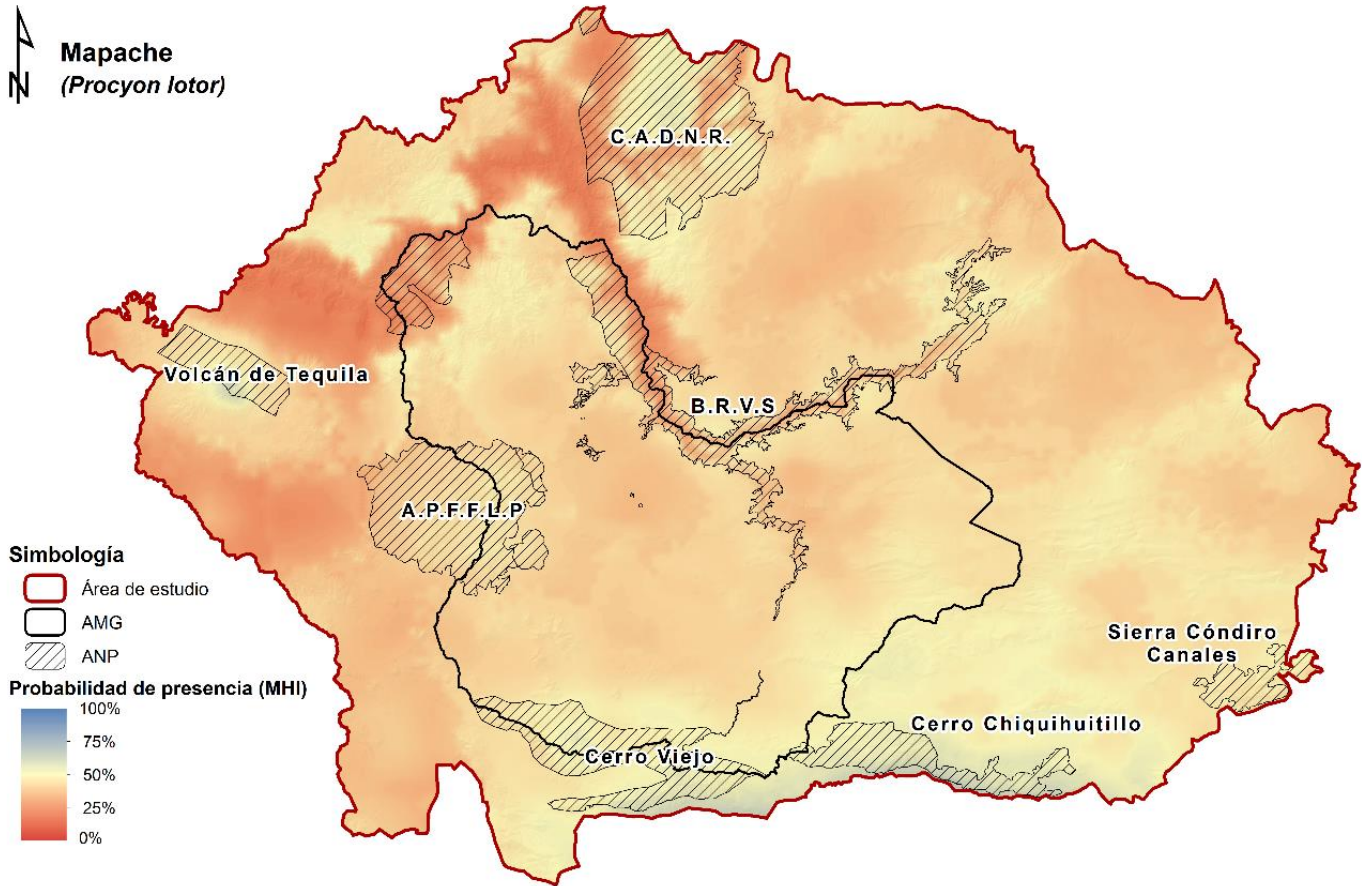 N
Mapache
(Procyon lotor)
C.A.D.N.R.
Volcán de Tequila
B.R.V.S
A.P.F.F.L.P
Sierra Cóndiro
Canales
Cerro Chiquihuitillo
Cerro Viejo
Simbología
Área de estudio
AMG
ANP
Probabilidad de presencia (MHI)
100%
75%
50%
25%
0%